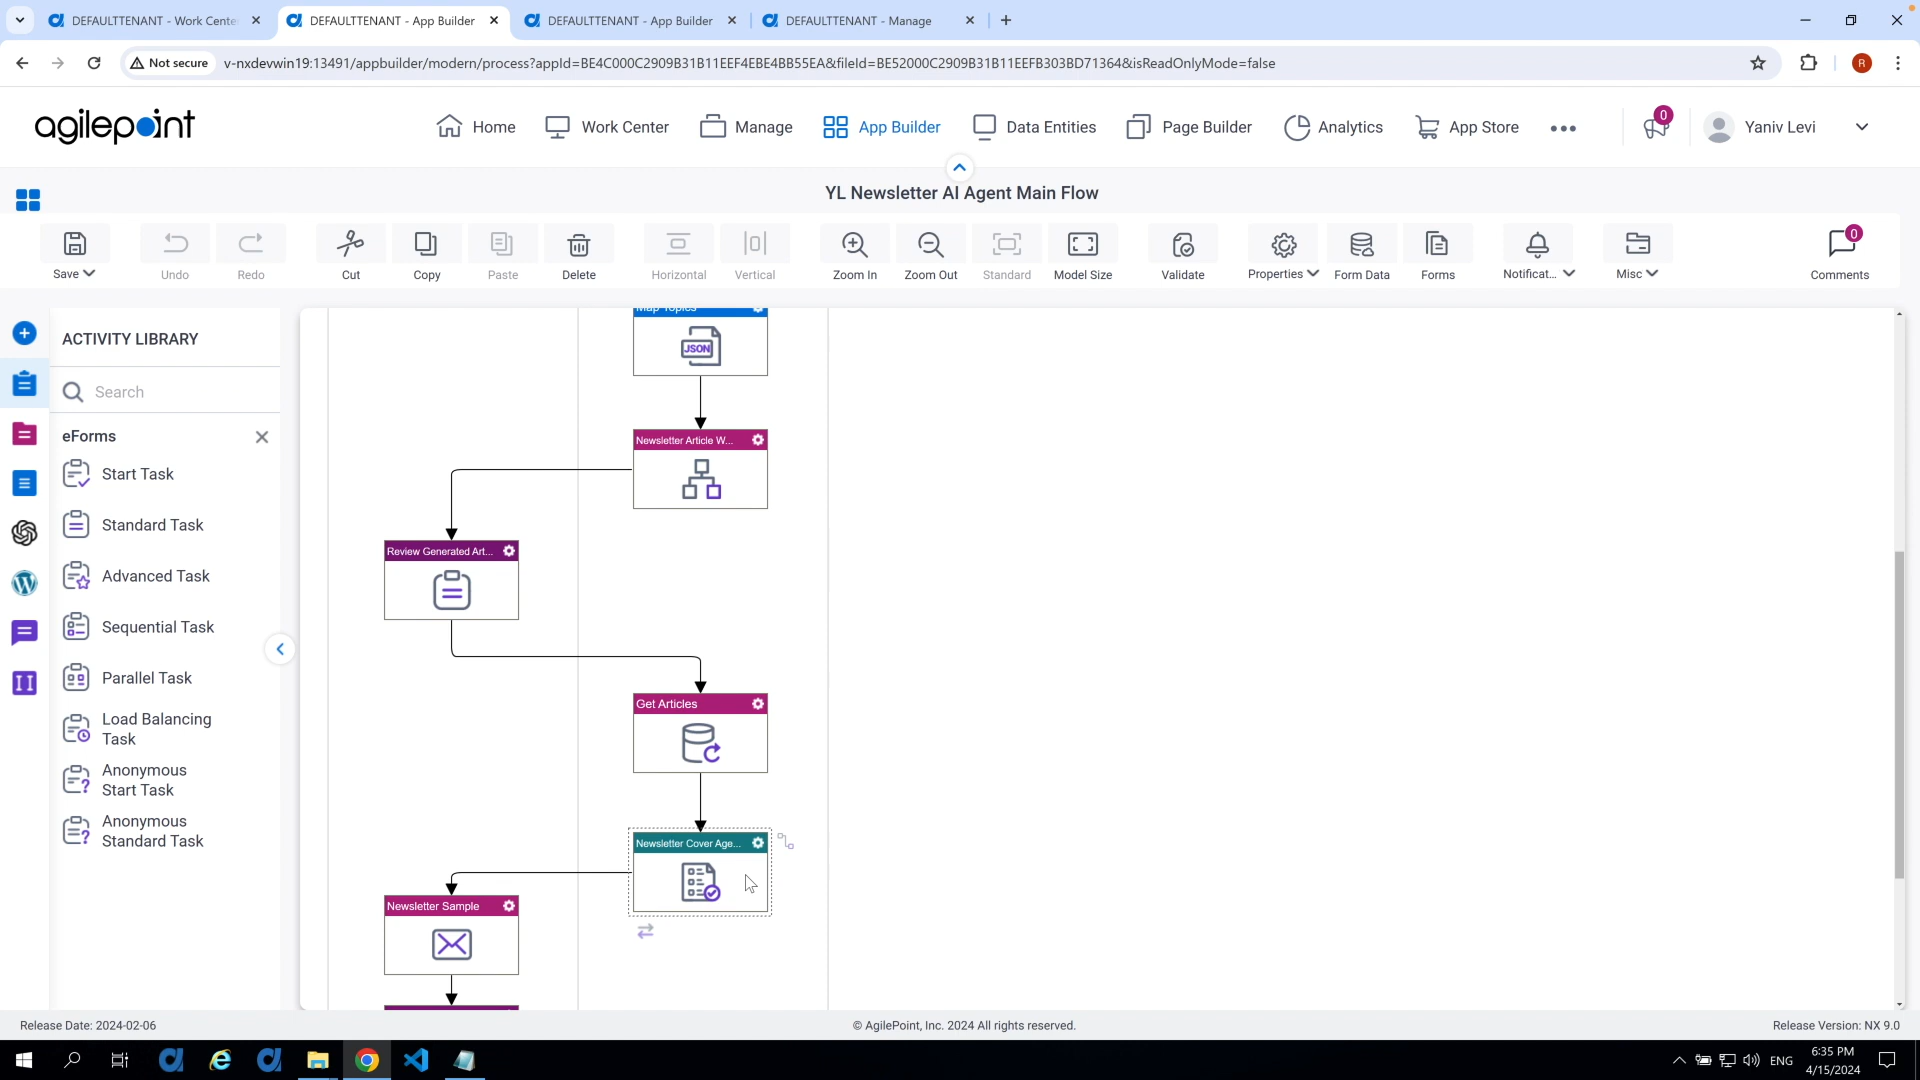 DEFAULTTENANT - Work Cente
DEFAULTTENANT - App Builder
DEFAULTTENANT - App Builder
DEFAULTTENANT - Manage
Not secure
v-nxdevwin19:13491/appbuilder/modern/process?appId=BE4C000C2909B31B11EEF4EBE4BB55EA&fileId=BE52000C2909B31B11EEFB303BD71364&isReadOnlyMode=false
R
agilepoint
Home
Work Center
Manage
App Builder
Data Entities
Page Builder
Analytics
App Store
0
Yaniv Levi
YL Newsletter AI Agent Main Flow
Save
Undo
Redo
Cut
Copy
Paste
Delete
Horizontal
Vertical
Zoom In
Zoom Out
Standard
Model Size
Validate
Properties
Form Data
Forms
Notificat...
Misc
0
Comments
ACTIVITY LIBRARY
Search
eForms
Start Task
Standard Task
Advanced Task
Sequential Task
Parallel Task
Load Balancing
Task
Anonymous
Start Task
Anonymous
Standard Task
Map Topics
JSON
Newsletter Article W...
Review Generated Art...
Get Articles
Newsletter Cover Age...
Newsletter Sample
Release Date: 2024-02-06
© AgilePoint, Inc. 2024 All rights reserved.
Release Version: NX 9.0
ENG
6:35 PM
4/15/2024